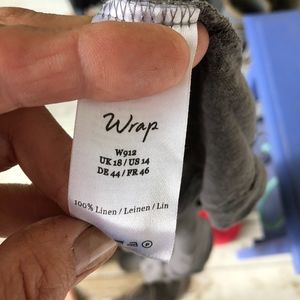 Wrap
W912
UK 18 / US 14
DE 44 / FR 46
100% Linen / Leinen / Lin